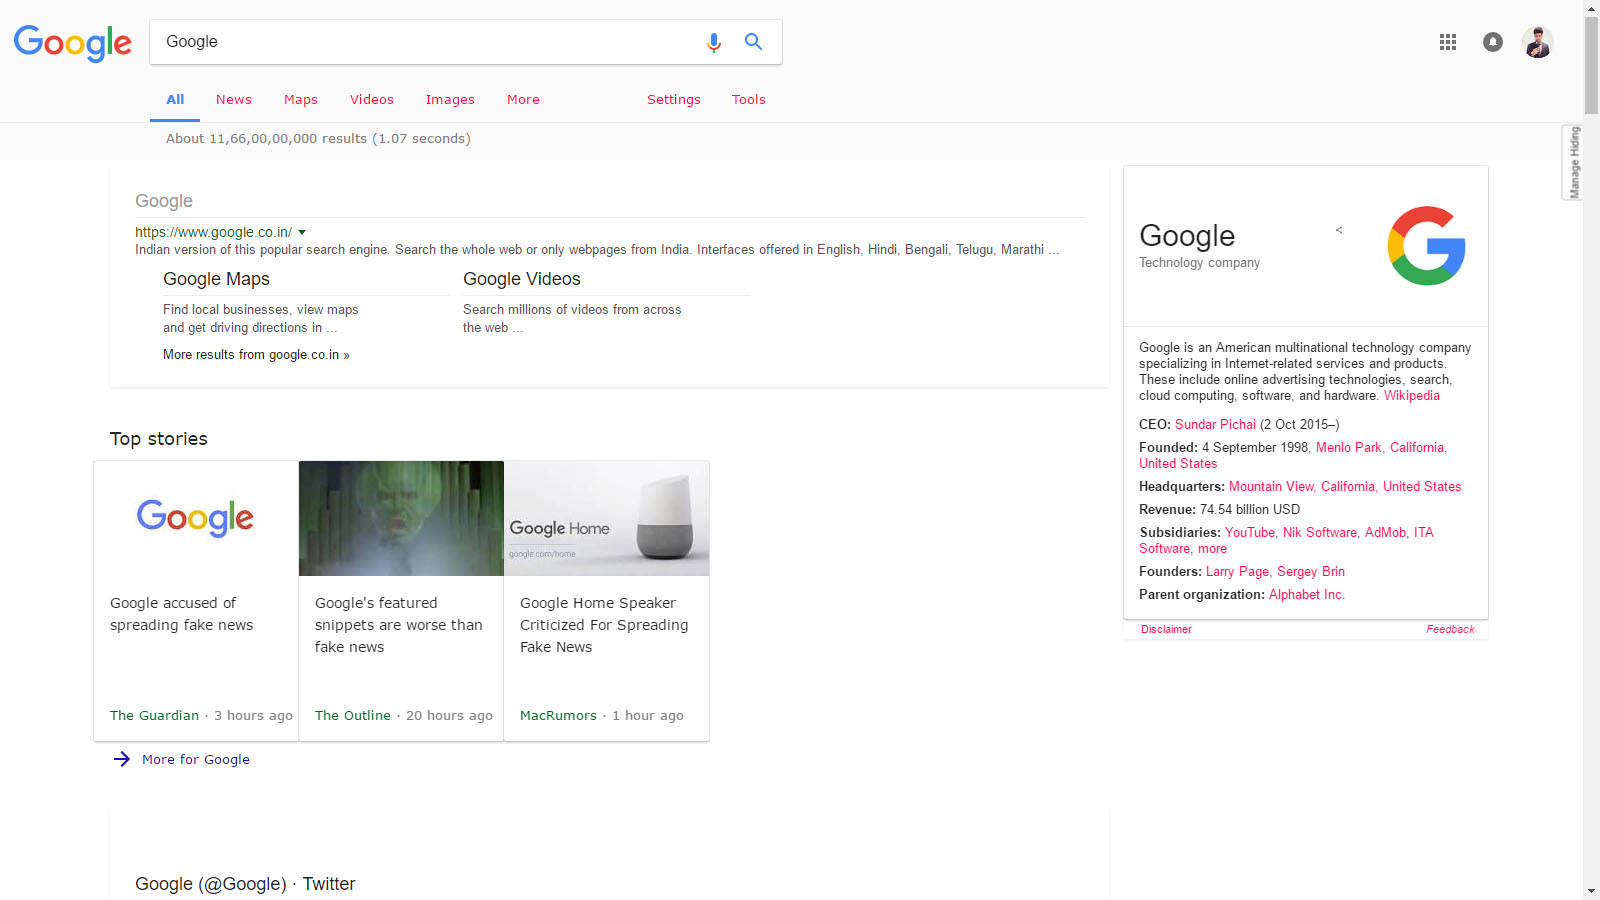 Google
Google
All News Maps Videos Images More Settings Tools
About 11,66,00,00,000 results (1.07 seconds)
Manage Hiding
Google
https://www.google.co.in/
Indian version of this popular search engine. Search the whole web or only webpages from India. Interfaces offered in English, Hindi, Bengali, Telugu, Marathi ...
Google Maps
Find local businesses, view maps
and get driving directions in ...
Google Videos
Search millions of videos from across
the web ...
More results from google.co.in »
Top stories
Google
Google accused of
spreading fake news
The Guardian · 3 hours ago
Google's featured
snippets are worse than
fake news
The Outline · 20 hours ago
Google Home
google.com/home
Google Home Speaker
Criticized For Spreading
Fake News
MacRumors · 1 hour ago
More for Google
Google (@Google) · Twitter
Google
Technology company
G
Google is an American multinational technology company
specializing in Internet-related services and products.
These include online advertising technologies, search,
cloud computing, software, and hardware. Wikipedia
CEO: Sundar Pichai (2 Oct 2015–)
Founded: 4 September 1998, Menlo Park, California,
United States
Headquarters: Mountain View, California, United States
Revenue: 74.54 billion USD
Subsidiaries: YouTube, Nik Software, AdMob, ITA
Software, more
Founders: Larry Page, Sergey Brin
Parent organization: Alphabet Inc.
Disclaimer
Feedback